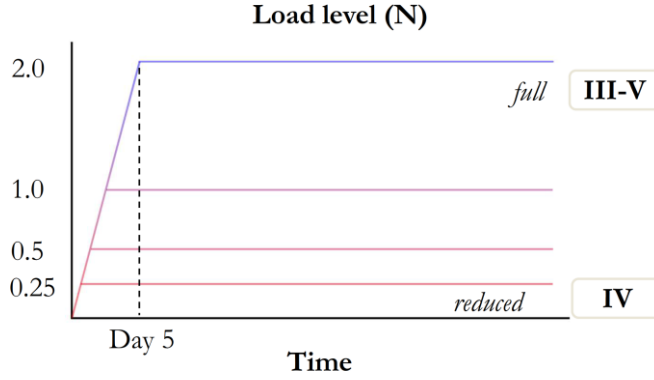 Load level (N)
2.0
full
III-V
1.0
0.5
0.25
reduced
IV
Day 5
Time